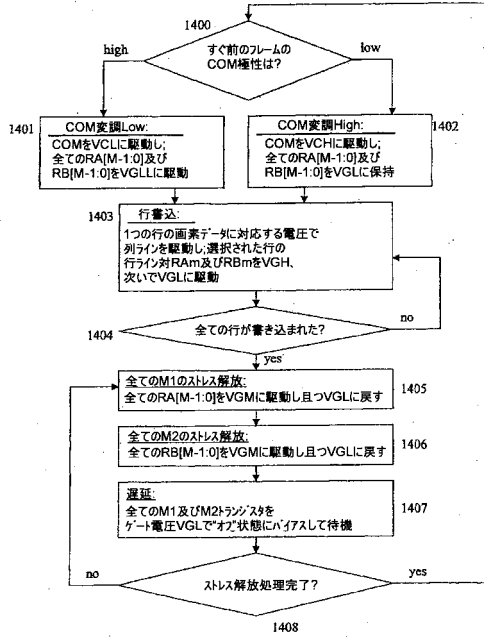 1400
すぐ前のフレームの
COM極性は?
high
low
1401
COM変調Low:
COMをVCLに駆動し;
全てのRA[M-1:0]及び
RB[M-1:0]をVGLLに駆動
COM変調High:
COMをVCHに駆動し;
全てのRA[M-1:0]及び
RB[M-1:0]をVGLに保持
1402
1403
行書込:
1つの行の画素データに対応する電圧で
列ラインを駆動し;選択された行の
行ライン対RAm及びRBmをVGH、
次いでVGLに駆動
no
1404
全ての行が書き込まれた?
yes
全てのM1のストレス解放:
全てのRA[M-1:0]をVGMに駆動し且つVGLに戻す
1405
全てのM2のストレス解放:
全てのRB[M-1:0]をVGMに駆動し且つVGLに戻す
1406
遅延:
全てのM1及びM2トランジスタを
ゲート電圧VGLで"オフ"状態にバイアスして待機
1407
no
ストレス解放処理完了?
yes
1408